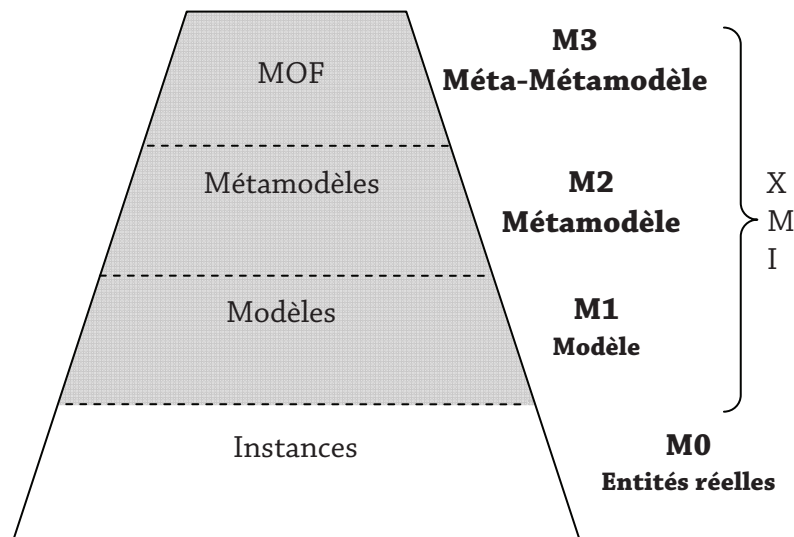 MOF
M3
Méta-Métamodèle
Métamodèles
M2
Métamodèle
X
M
I
Modèles
M1
Modèle
Instances
M0
Entités réelles